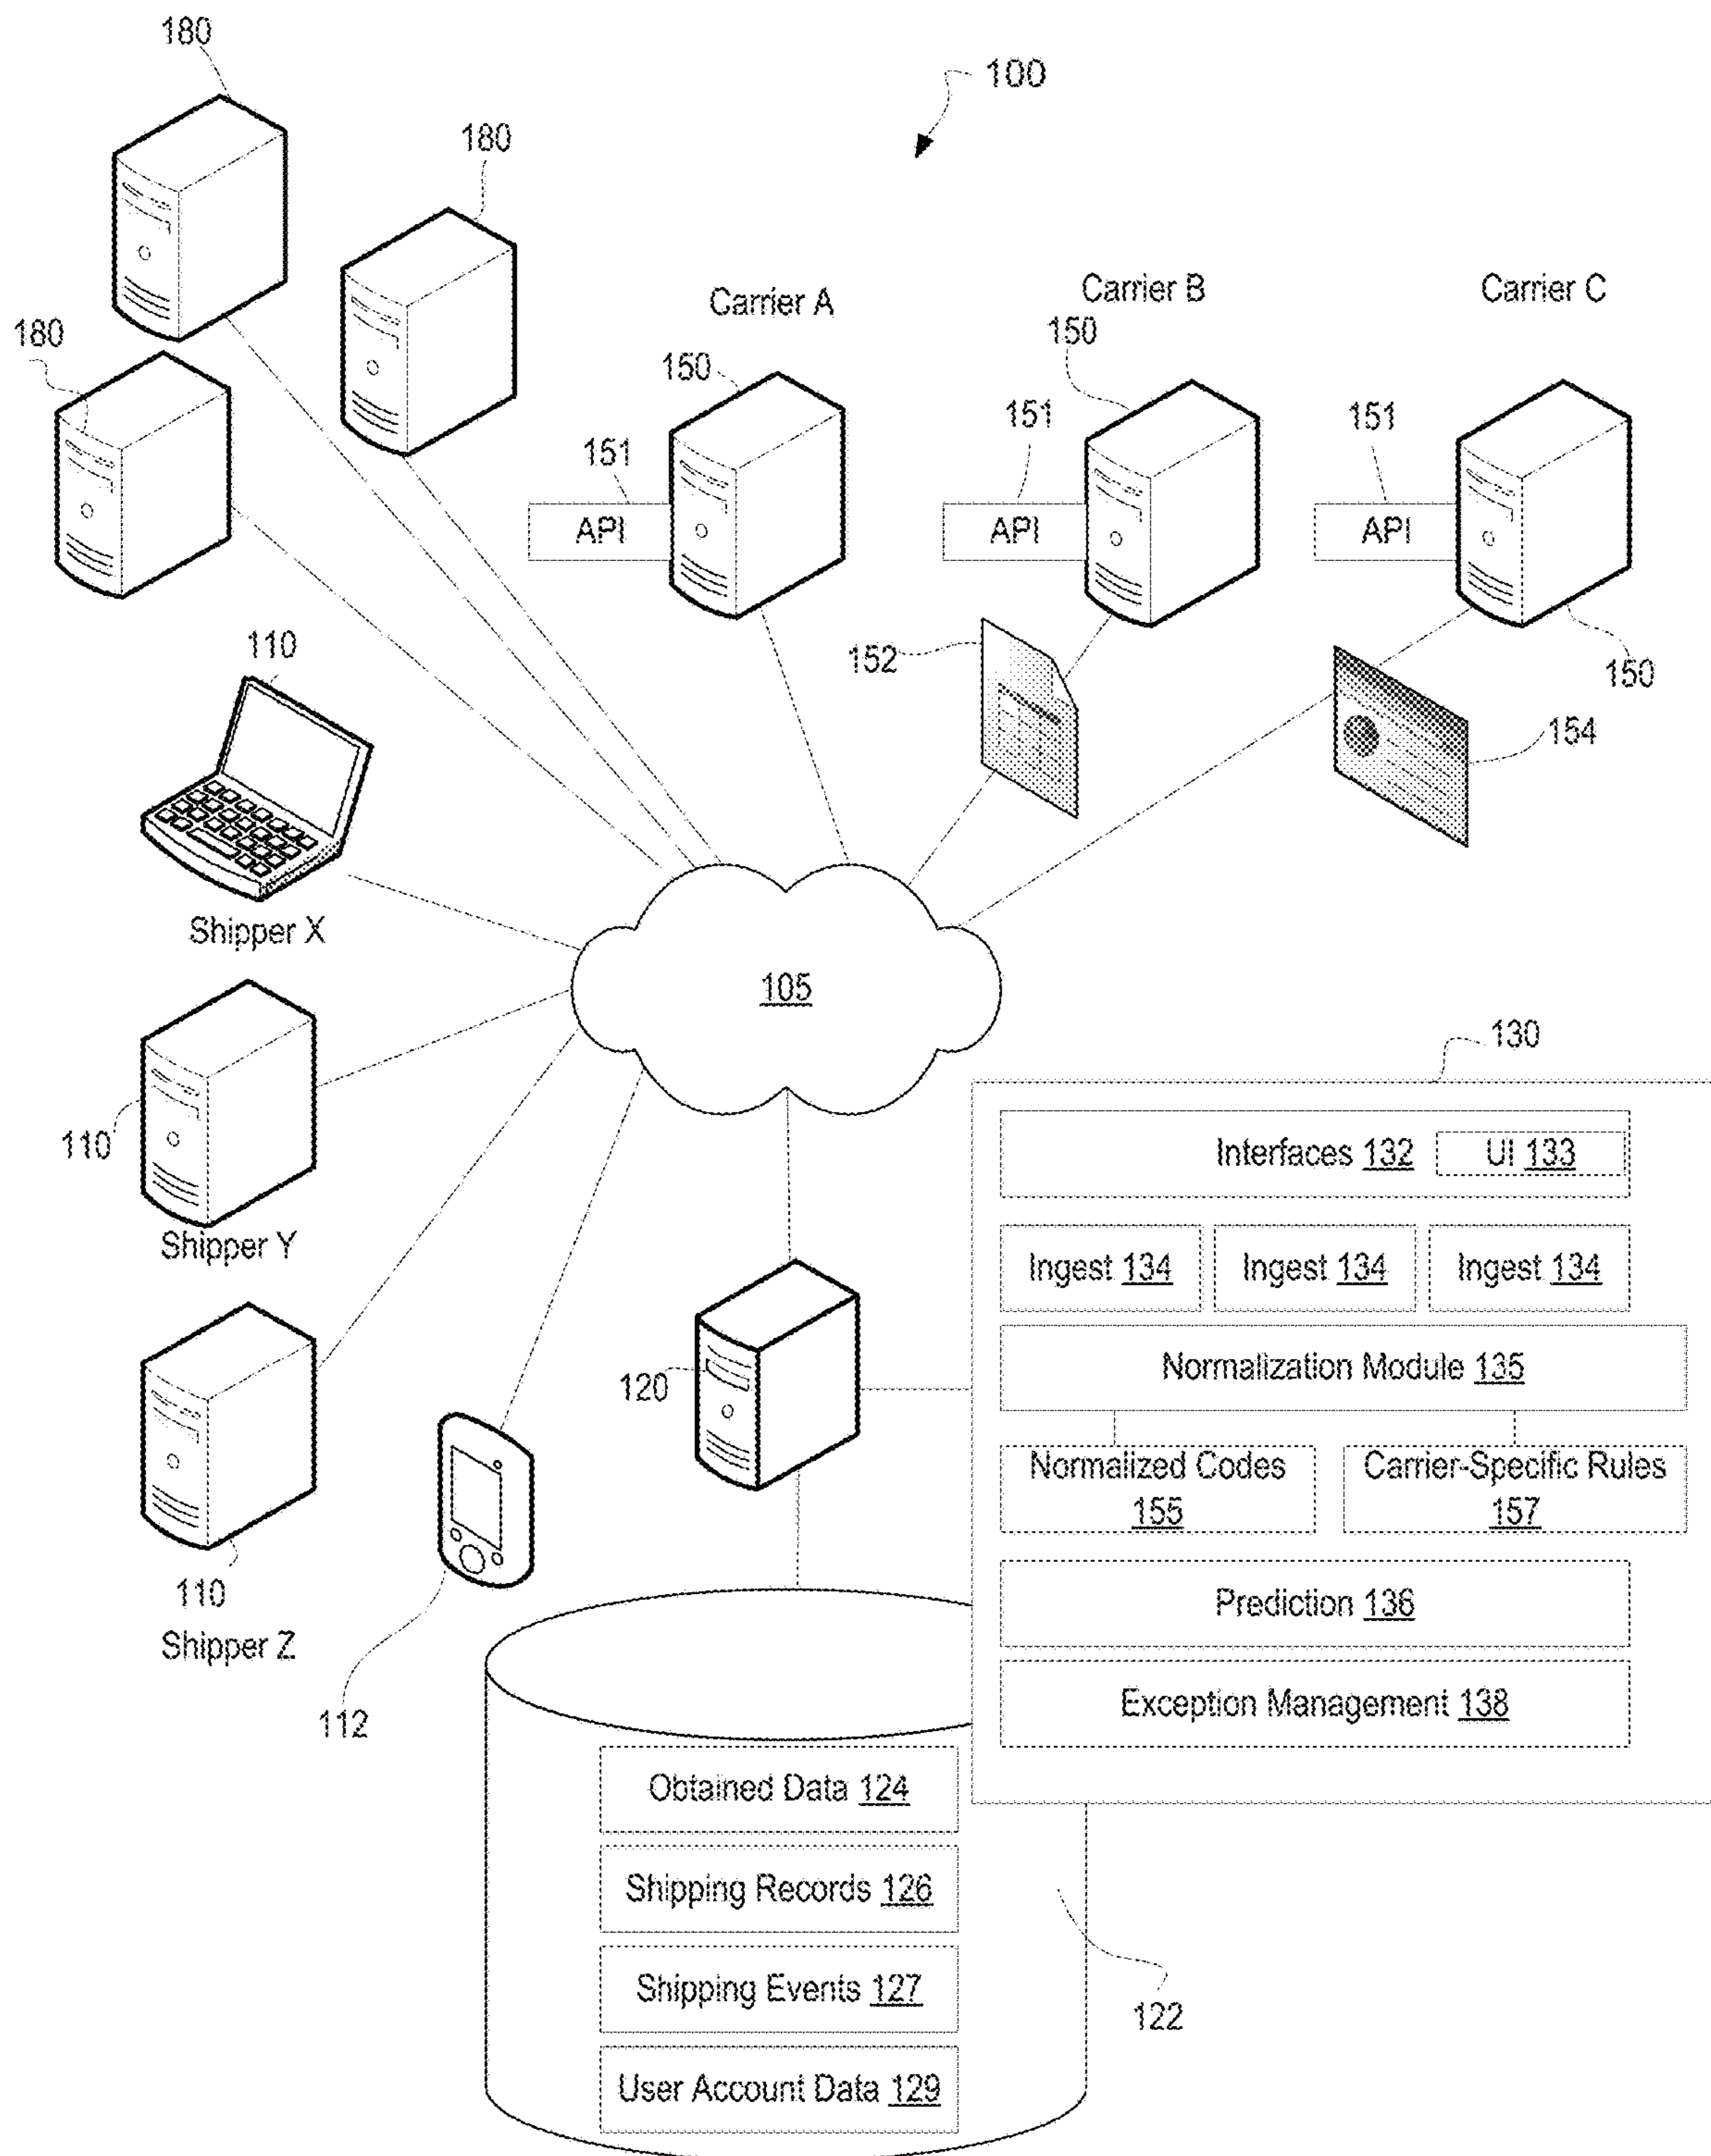 180
100
180
Carrier A
Carrier B
Carrier C
180
150
150
151
151
151
API
API
API
110
152
150
154
Shipper X
105
130
110
Interfaces 132 UI 133
Shipper Y
Ingest 134 Ingest 134 Ingest 134
Normalization Module 135
120
Normalized Codes
155
Carrier-Specific Rules
157
110
Prediction 136
Shipper Z
112
Exception Management 138
Obtained Data 124
Shipping Records 126
Shipping Events 127
122
User Account Data 129